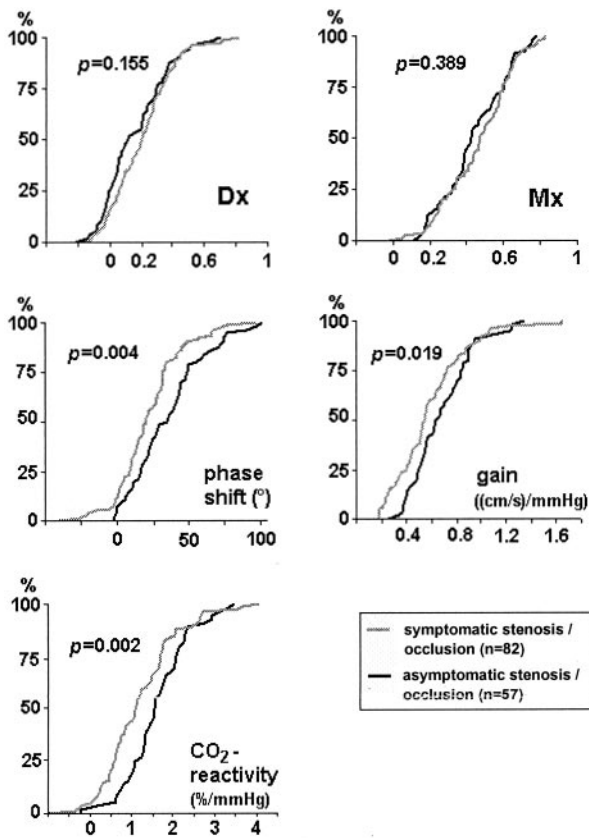 %
100
75
50
25
0
p=0.155
Dx
0 0.2 0.6 1
%
100
75
50
25
0
p=0.389
Mx
0.2 0.6 1
%
100
75
50
25
0
p=0.004
phase
shift (°)
0 50 100
%
100
75
50
25
0
p=0.019
gain
((cm/s)/mmHg)
0.4 0.8 1.2 1.6
%
100
75
50
25
0
p=0.002
CO₂-
reactivity
(%/mmHg)
0 1 2 3 4
symptomatic stenosis /
occlusion (n=82)
asymptomatic stenosis /
occlusion (n=57)